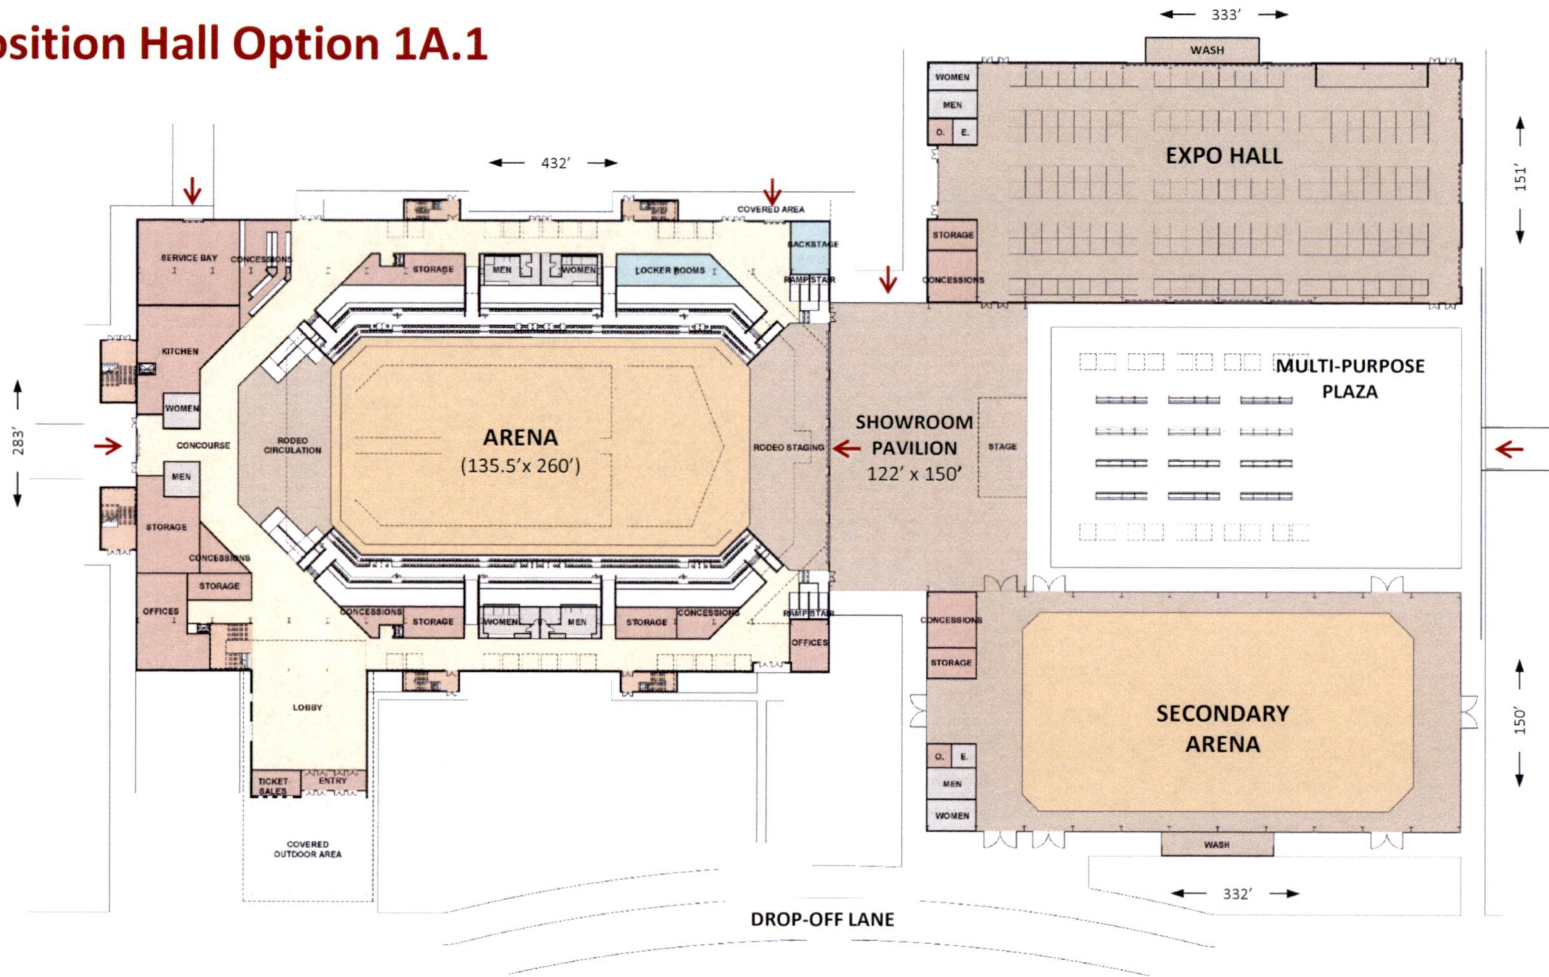 osition Hall Option 1A.1
333'
WASH
WOMEN
MEN
O. E.
EXPO HALL
151'
STORAGE
CONCESSIONS
432'
COVERED AREA
SERVICE BAY
CONCESSIONS
STORAGE
MEN
WOMEN
LOCKER ROOMS
BACKSTAGE
RAMP STAIR
KITCHEN
WOMEN
CONCOURSE
MEN
283'
RODEO
CIRCULATION
ARENA
(135.5'x 260')
RODEO STAGING
SHOWROOM
PAVILION
122' x 150'
STAGE
MULTI-PURPOSE
PLAZA
STORAGE
CONCESSIONS
STORAGE
OFFICES
CONCESSIONS
STORAGE
WOMEN
MEN
STORAGE
CONCESSIONS
RAMP STAIR
OFFICES
LOBBY
TICKET
SALES
ENTRY
COVERED
OUTDOOR AREA
CONCESSIONS
STORAGE
SECONDARY
ARENA
150'
O. E.
MEN
WOMEN
WASH
332'
DROP-OFF LANE